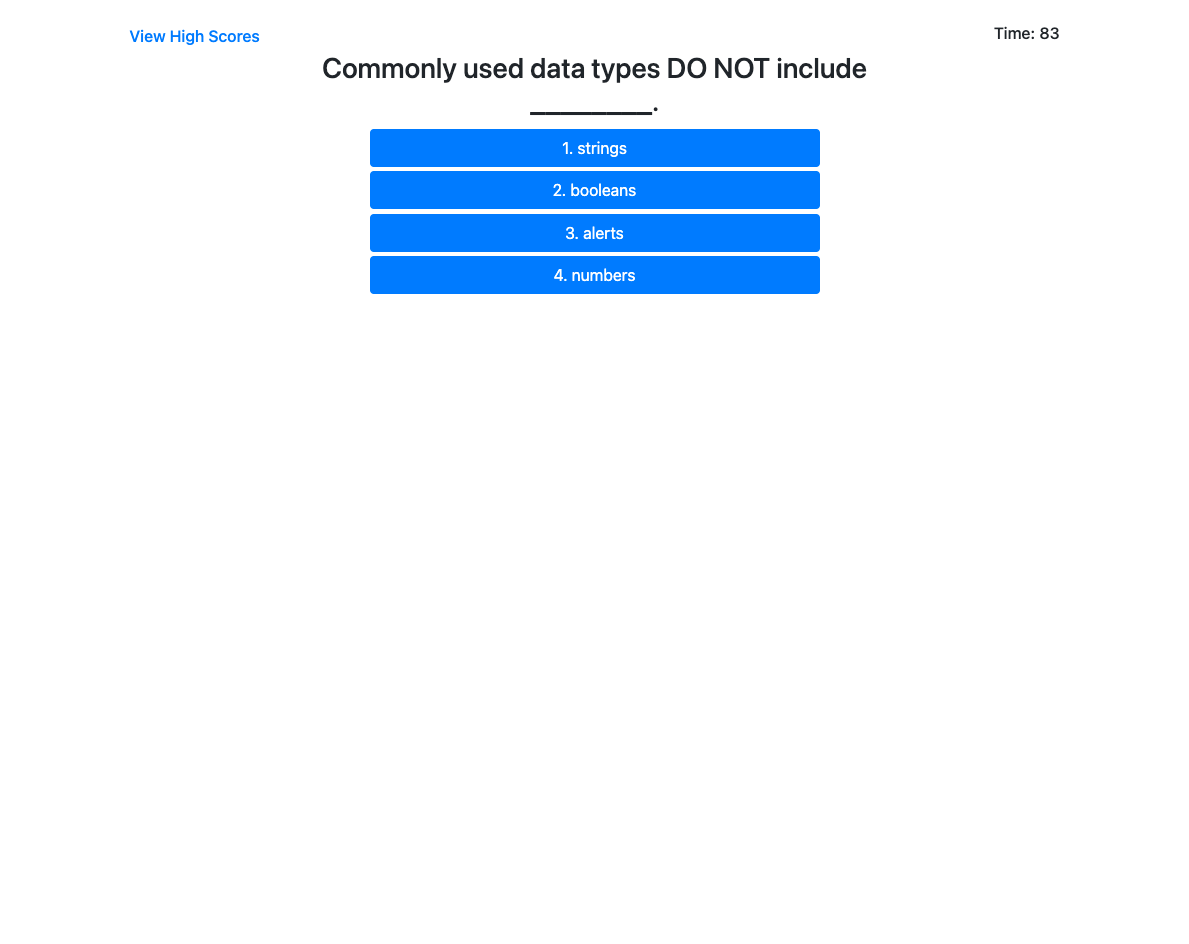 View High Scores
Time: 83
Commonly used data types DO NOT include
________.
1. strings
2. booleans
3. alerts
4. numbers